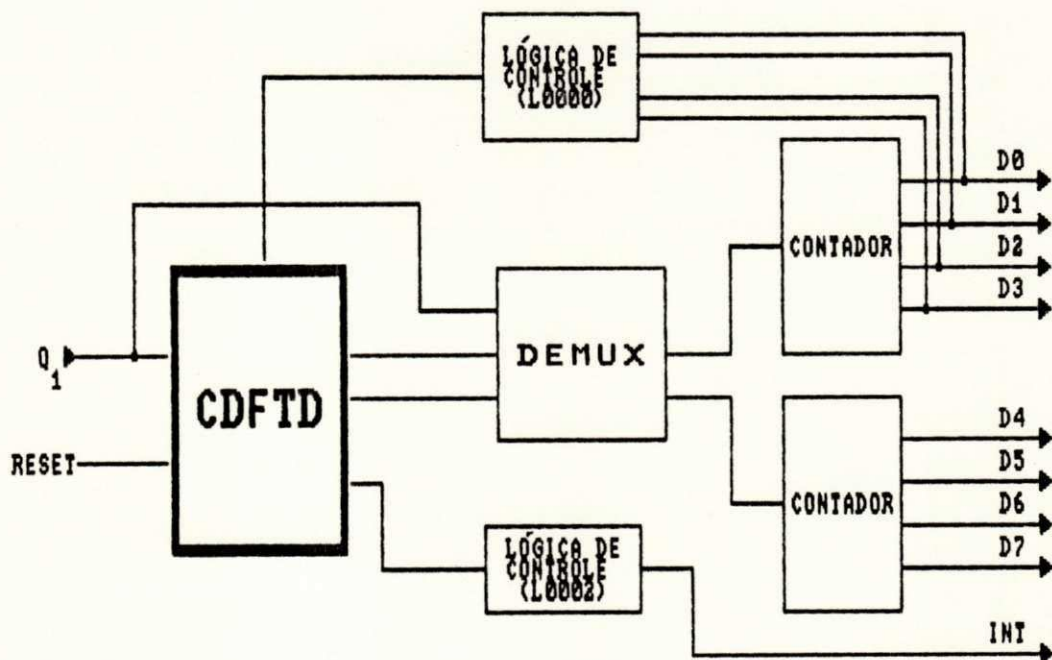 LÓGICA DE
CONTROLE
(L0000)
D0
D1
CONTADOR
D2
D3
Q1
DEMUX
CDFTD
RESET
D4
D5
CONTADOR
D6
D7
LÓGICA DE
CONTROLE
(L0002)
INT